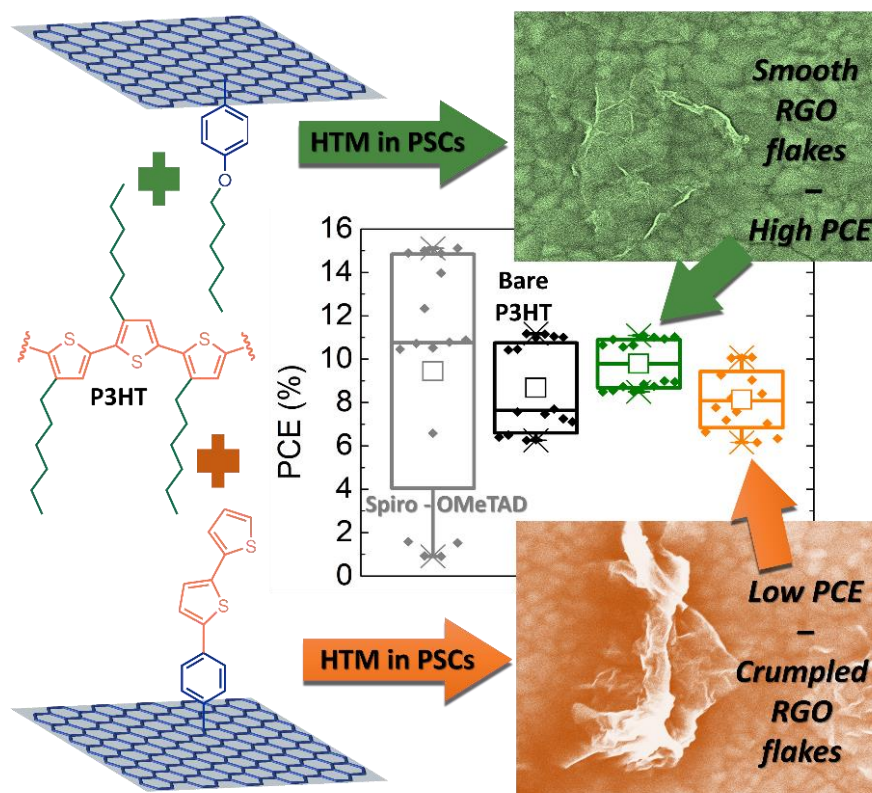 HTM in PSCs
Smooth
RGO
flakes
–
High PCE
O
S
S
S
P3HT
PCE (%)
16
14
12
10
8
6
4
2
0
Bare
P3HT
Spiro - OMeTAD
S
S
HTM in PSCs
Low PCE
–
Crumpled
RGO
flakes